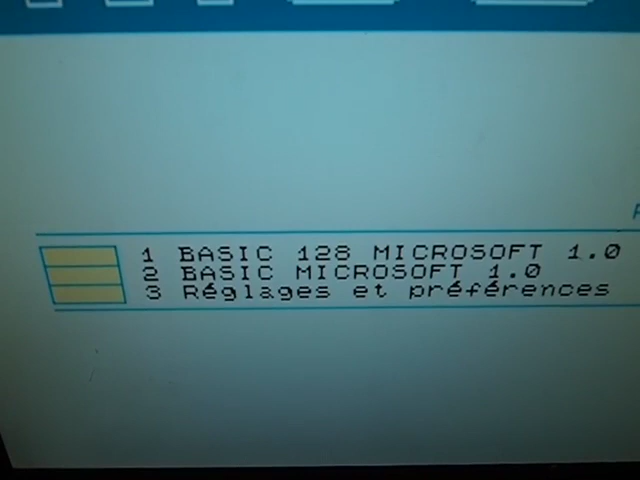 1 BASIC 128 MICROSOFT 1.0
2 BASIC MICROSOFT 1.0
3 Réglages et préférences